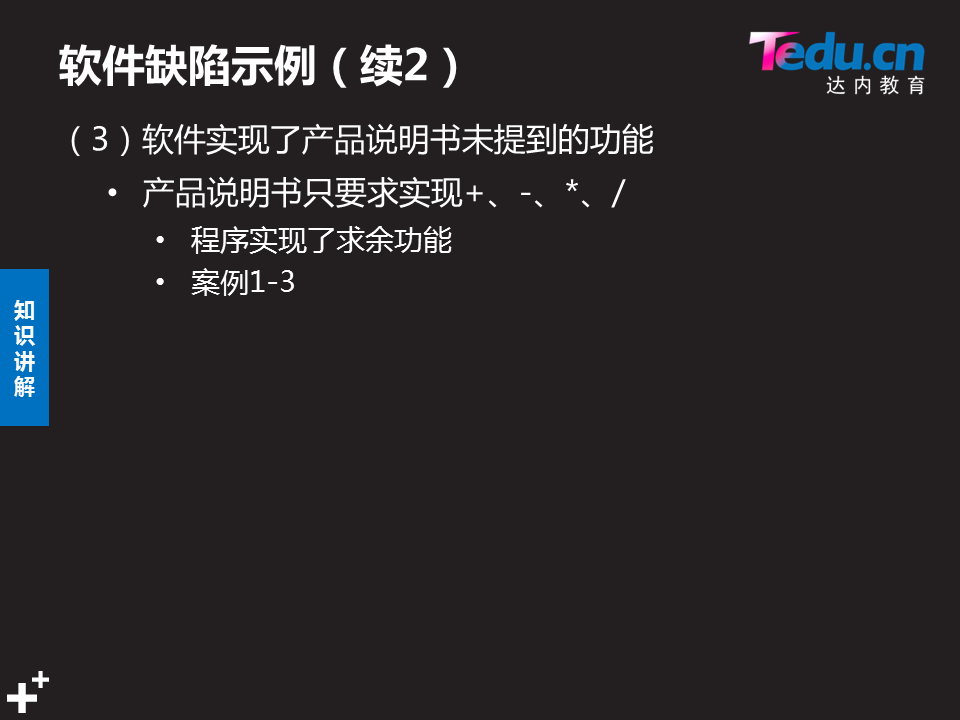 软件缺陷示例（续2）
Tedu.cn
达内教育
（3）软件实现了产品说明书未提到的功能
• 产品说明书只要求实现+、-、*、/
• 程序实现了求余功能
• 案例1-3
知
识
讲
解